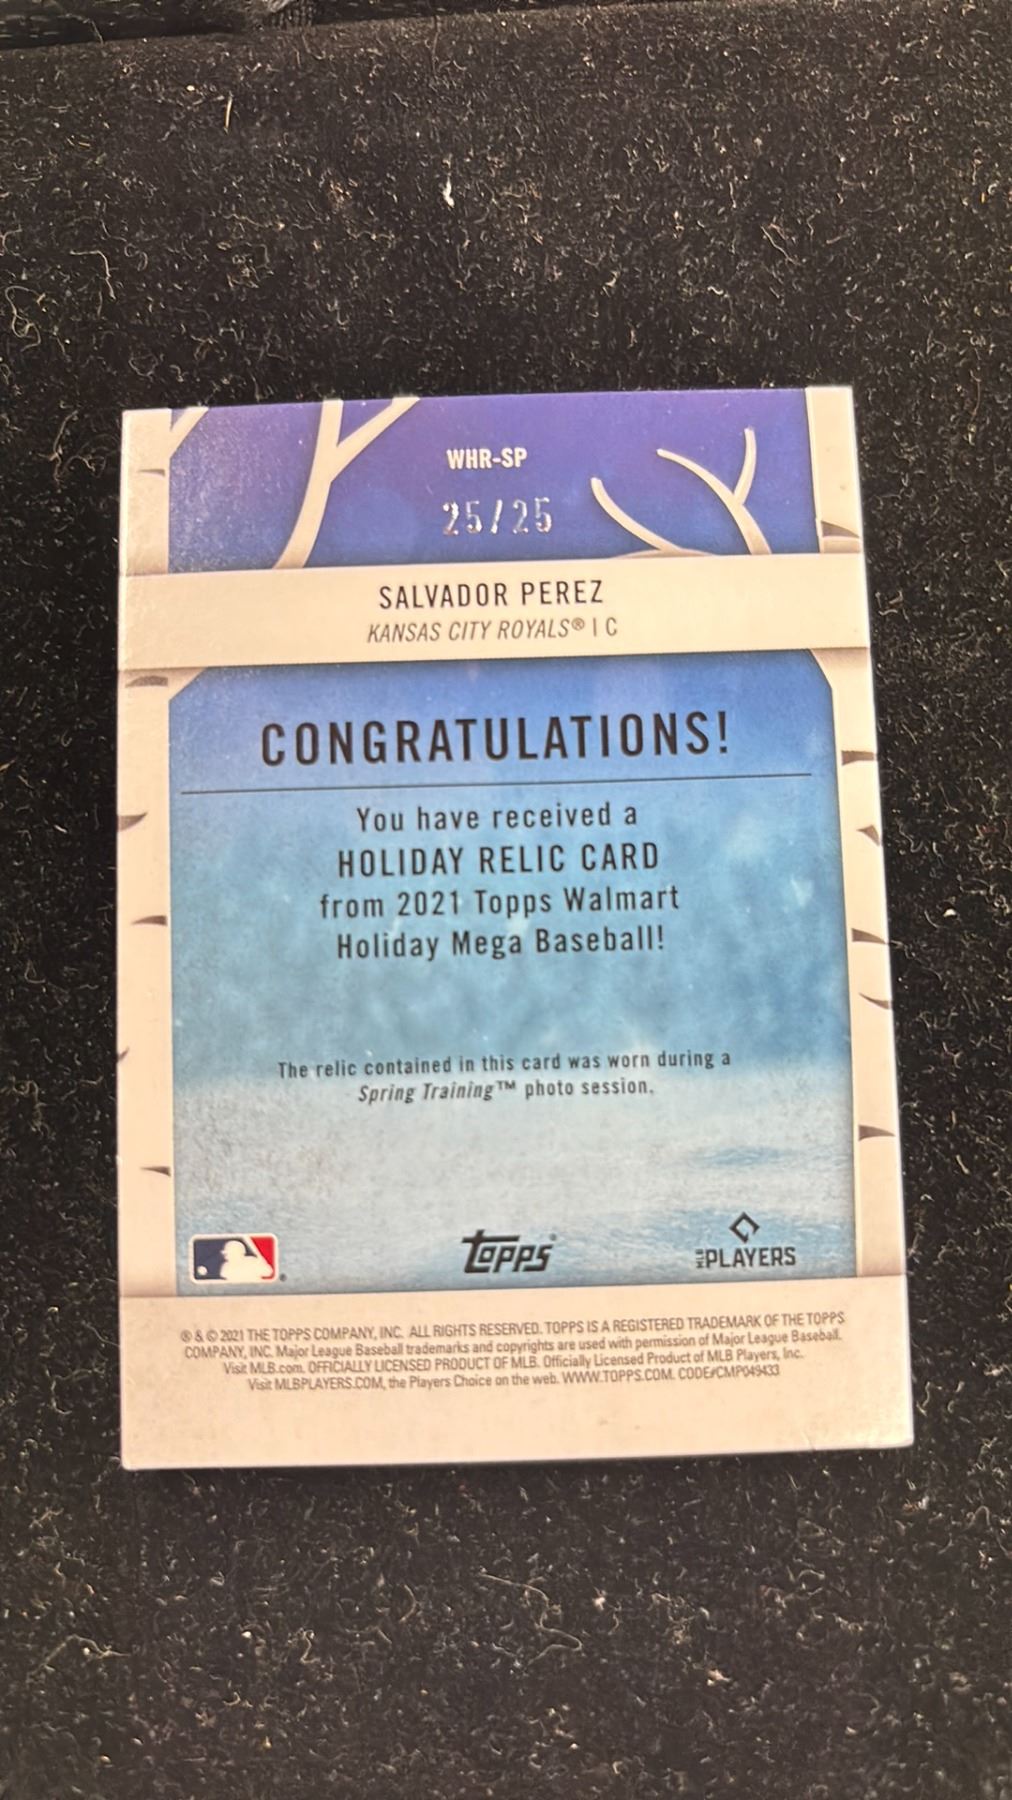 WHR-SP
25/25
SALVADOR PEREZ
KANSAS CITY ROYALS® | C
CONGRATULATIONS!
You have received a
HOLIDAY RELIC CARD
from 2021 Topps Walmart
Holiday Mega Baseball!
The relic contained in this card was worn during a
Spring Training™ photo session.
topps® MLB PLAYERS
® & © 2021 THE TOPPS COMPANY, INC. ALL RIGHTS RESERVED. TOPPS IS A REGISTERED TRADEMARK OF THE TOPPS
COMPANY, INC. Major League Baseball trademarks and copyrights are used with permission of Major League Baseball.
Visit MLB.com. OFFICIALLY LICENSED PRODUCT OF MLB. Officially Licensed Product of MLB Players, Inc.
Visit MLBPLAYERS.COM, the Players Choice on the web. WWW.TOPPS.COM. CODE#CMP049433